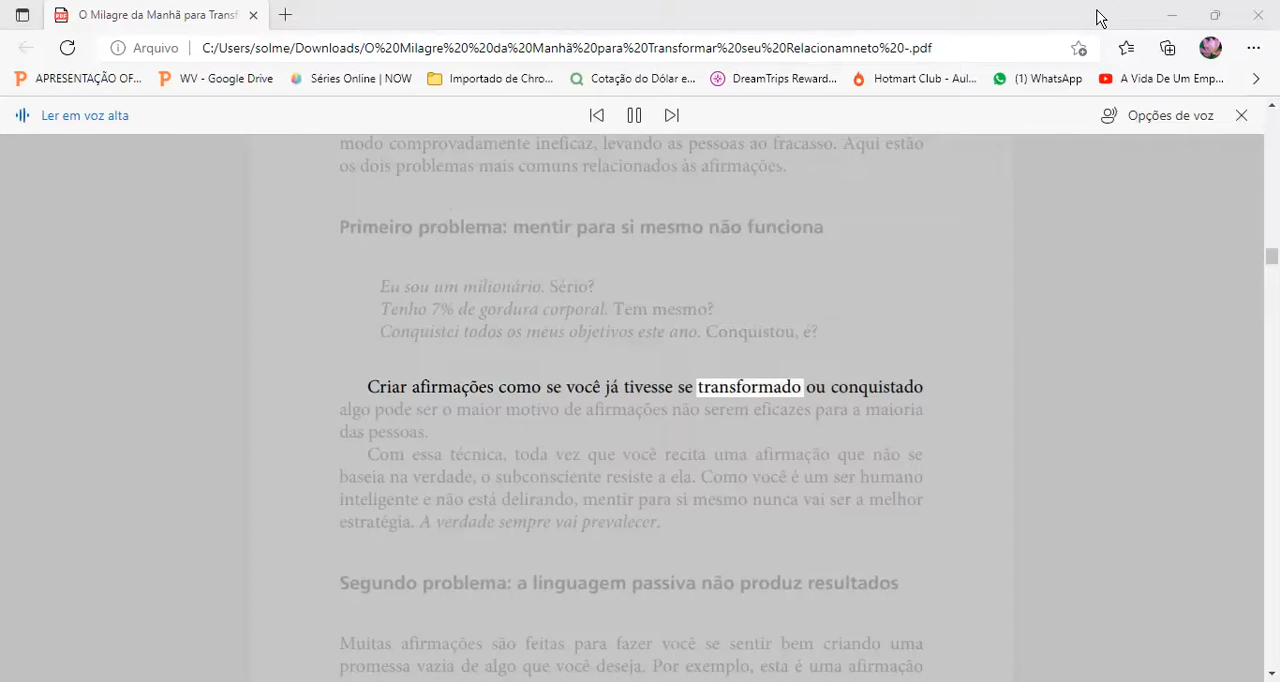 O Milagre da Manhã para Transf
Arquivo
C:/Users/solme/Downloads/O%20Milagre%20%20da%20Manhã%20para%20Transformar%20seu%20Relacionamneto%20-.pdf
APRESENTAÇÃO OF...
WV - Google Drive
Séries Online | NOW
Importado de Chro...
Cotação do Dólar e...
DreamTrips Reward...
Hotmart Club - Aul...
(1) WhatsApp
A Vida De Um Emp...
Ler em voz alta
Opções de voz
modo comprovadamente ineficaz, levando as pessoas ao fracasso. Aqui estão
os dois problemas mais comuns relacionados às afirmações.
Primeiro problema: mentir para si mesmo não funciona
Eu sou um milionário. Sério?
Tenho 7% de gordura corporal. Tem mesmo?
Conquistei todos os meus objetivos este ano. Conquistou, é?
Criar afirmações como se você já tivesse se transformado ou conquistado
algo pode ser o maior motivo de afirmações não serem eficazes para a maioria
das pessoas.
Com essa técnica, toda vez que você recita uma afirmação que não se
baseia na verdade, o subconsciente resiste a ela. Como você é um ser humano
inteligente e não está delirando, mentir para si mesmo nunca vai ser a melhor
estratégia. A verdade sempre vai prevalecer.
Segundo problema: a linguagem passiva não produz resultados
Muitas afirmações são feitas para fazer você se sentir bem criando uma
promessa vazia de algo que você deseja. Por exemplo, esta é uma afirmação